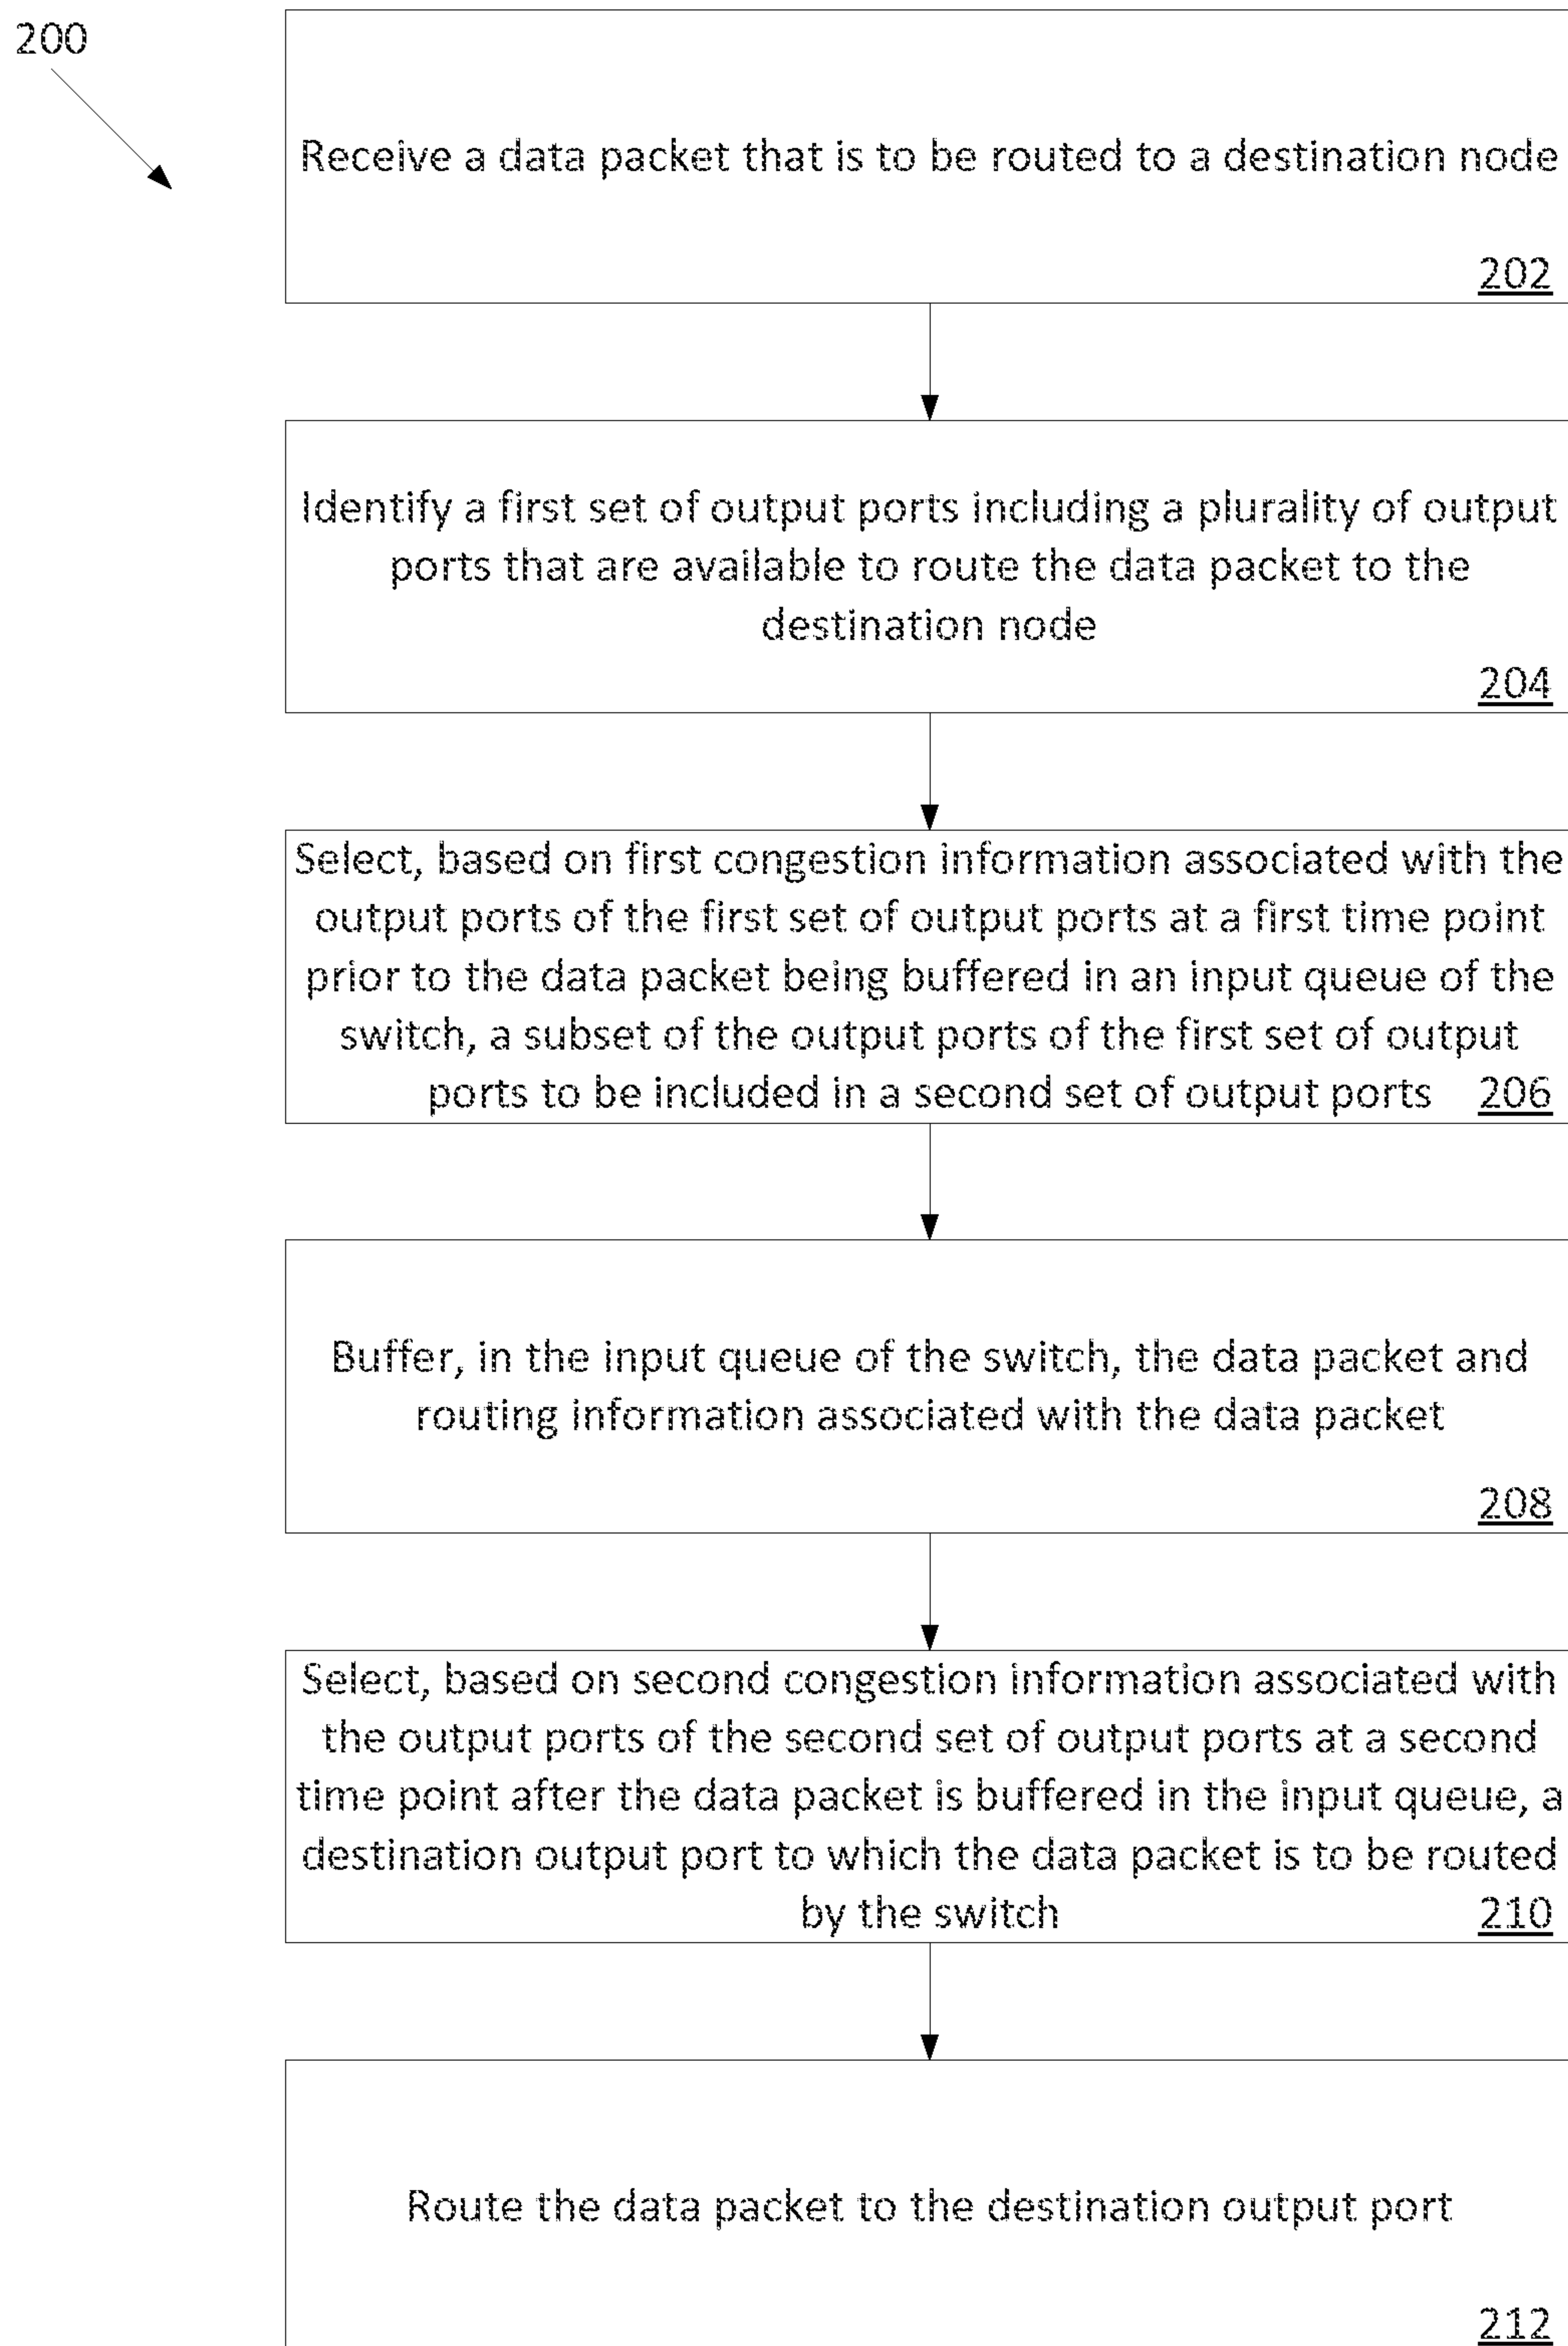 200
Receive a data packet that is to be routed to a destination node
202
Identify a first set of output ports including a plurality of output
ports that are available to route the data packet to the
destination node
204
Select, based on first congestion information associated with the
output ports of the first set of output ports at a first time point
prior to the data packet being buffered in an input queue of the
switch, a subset of the output ports of the first set of output
ports to be included in a second set of output ports 206
Buffer, in the input queue of the switch, the data packet and
routing information associated with the data packet
208
Select, based on second congestion information associated with
the output ports of the second set of output ports at a second
time point after the data packet is buffered in the input queue, a
destination output port to which the data packet is to be routed
by the switch 210
Route the data packet to the destination output port
212